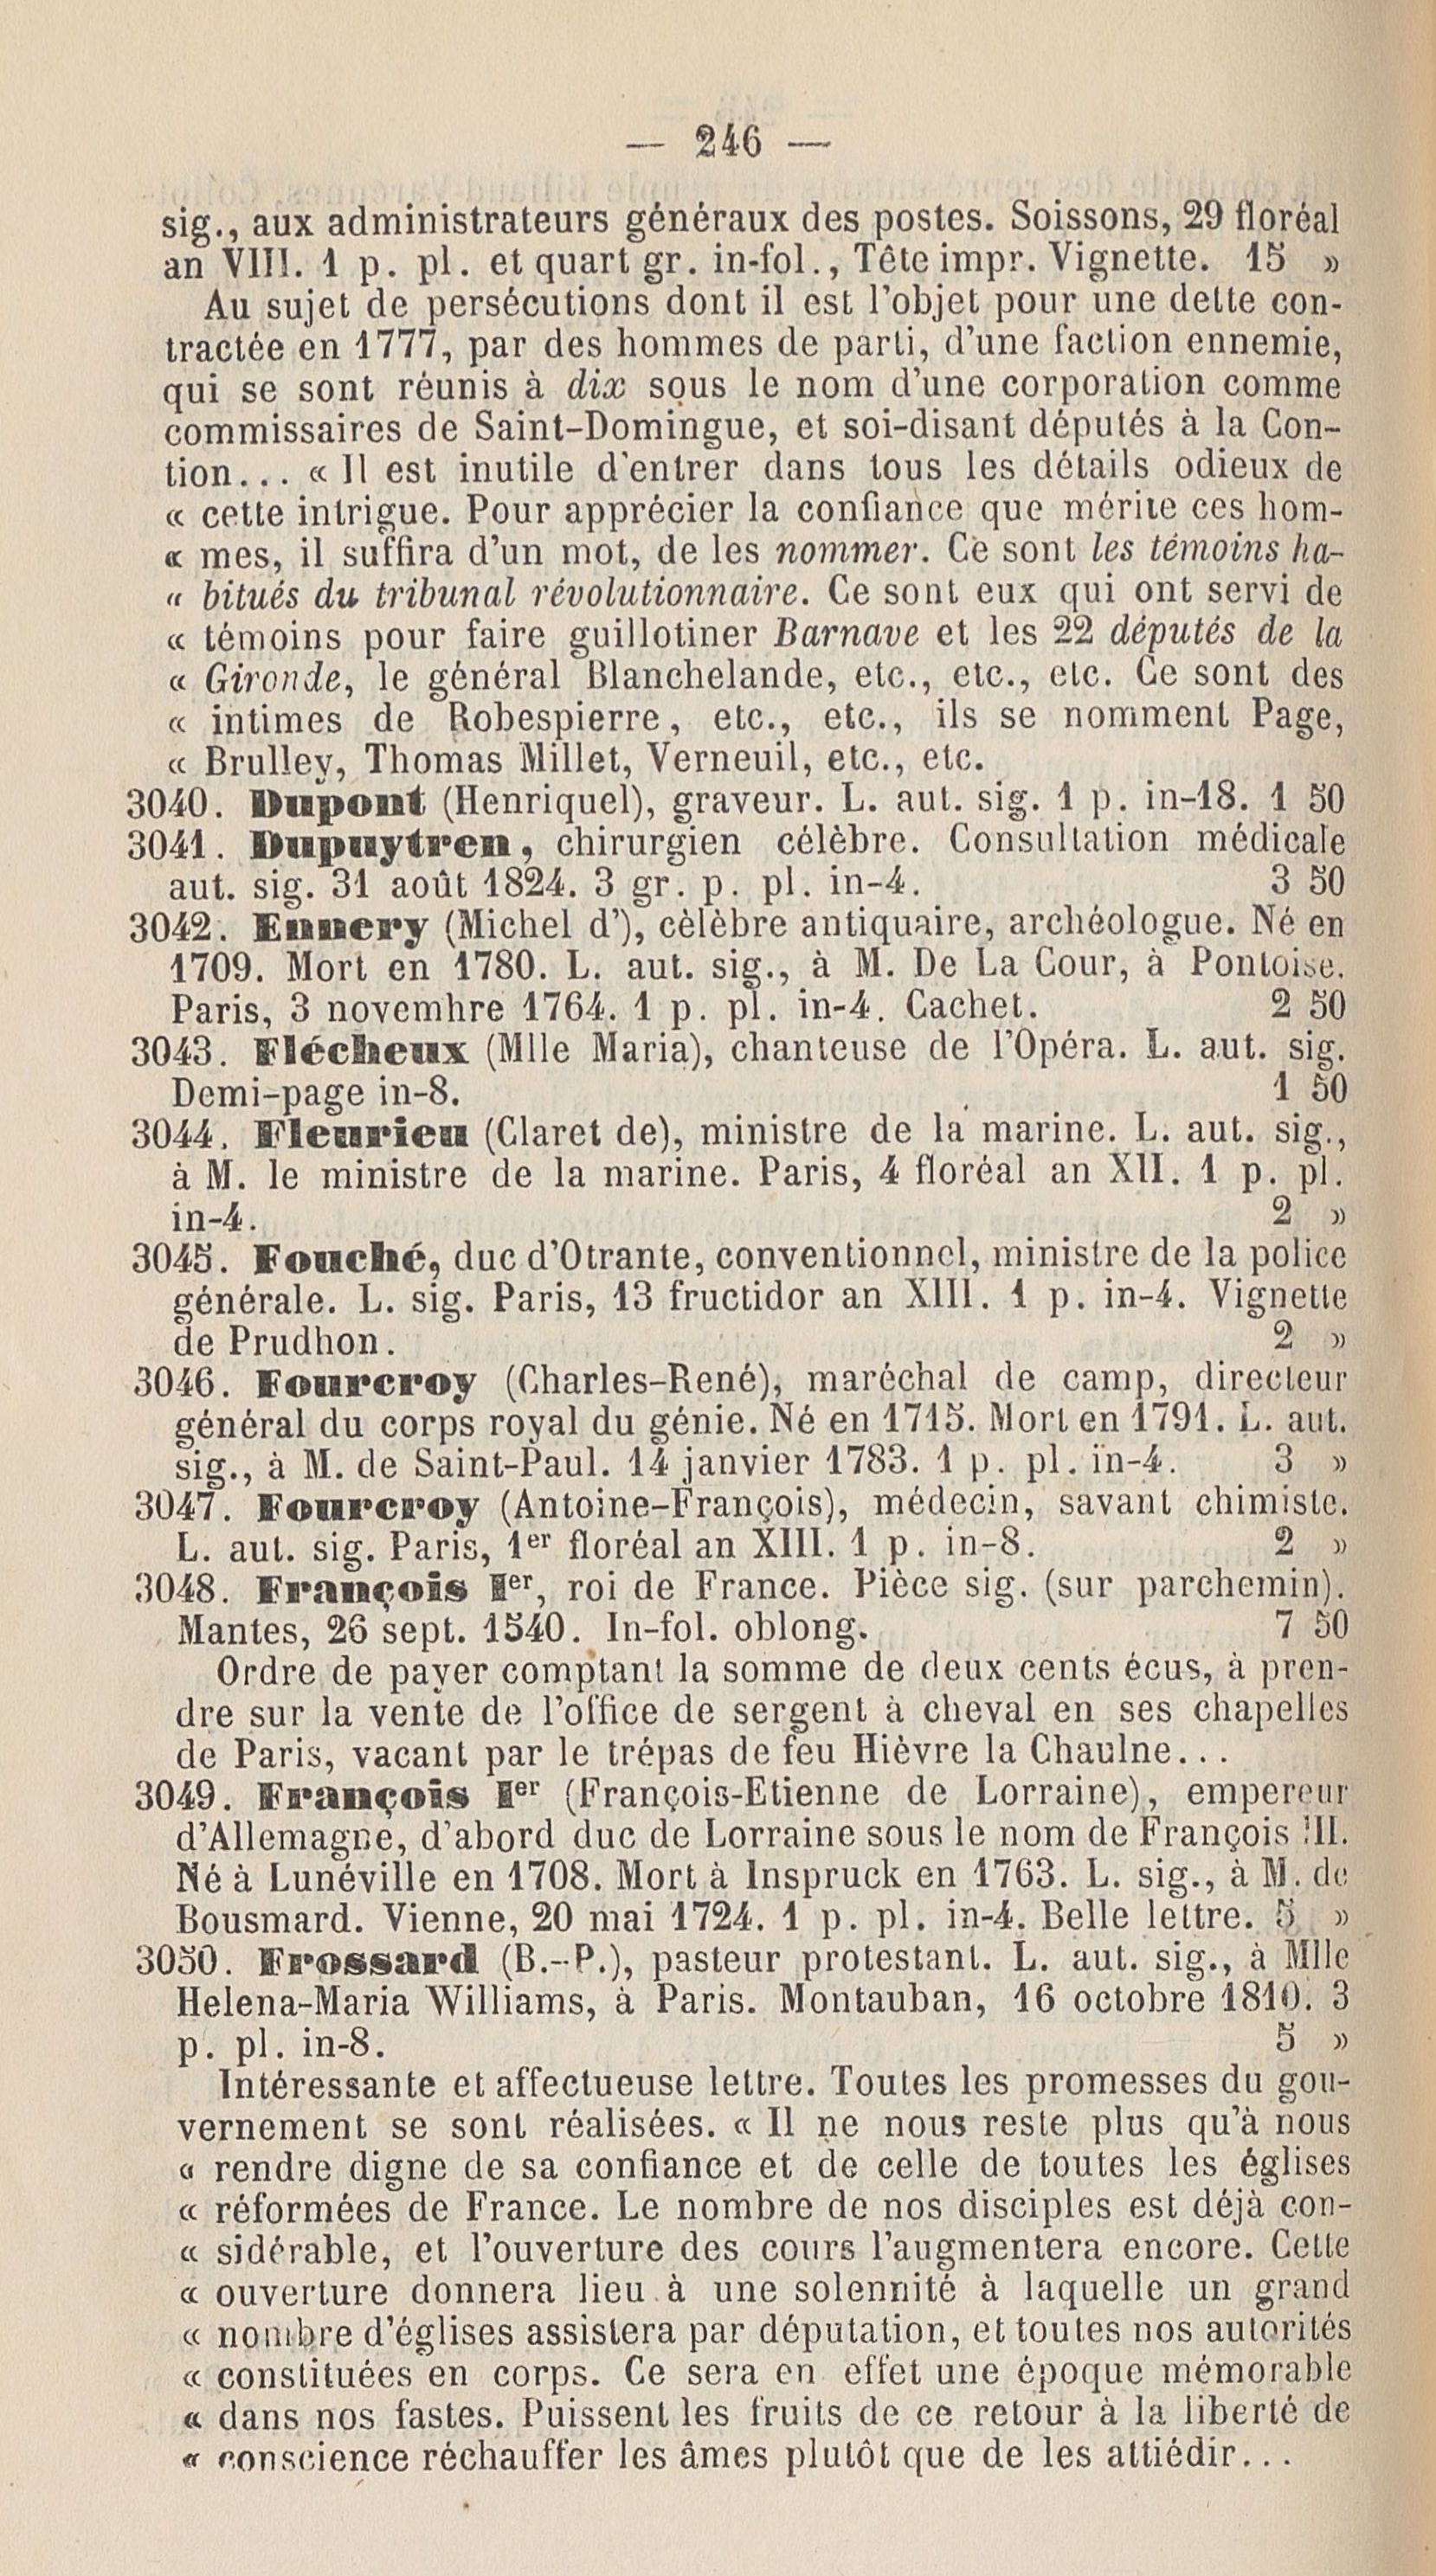 — 246 —
sig., aux administrateurs généraux des postes. Soissons, 29 floréal
an VIII. 1 p. pl. et quart gr. in-fol., Tête impr. Vignette. 15 »
Au sujet de persécutions dont il est l'objet pour une dette con-
tractée en 1777, par des hommes de parti, d'une faction ennemie,
qui se sont réunis à dix sous le nom d'une corporation comme
commissaires de Saint-Domingue, et soi-disant députés à la Con-
tion... « Il est inutile d'entrer dans tous les détails odieux de
« cette intrigue. Pour apprécier la confiance que mérite ces hom-
« mes, il suffira d'un mot, de les nommer. Ce sont les témoins ha-
« bitués du tribunal révolutionnaire. Ce sont eux qui ont servi de
« témoins pour faire guillotiner Barnave et les 22 députés de la
« Gironde, le général Blanchelande, etc., etc., etc. Ce sont des
« intimes de Robespierre, etc., etc., ils se nomment Page,
« Brulley, Thomas Millet, Verneuil, etc., etc.
3040. Dupont (Henriquel), graveur. L. aut. sig. 1 p. in-18. 1 50
3041. Dupuytren, chirurgien célèbre. Consultation médicale
aut. sig. 31 août 1824. 3 gr. p. pl. in-4. 3 50
3042. Ennery (Michel d'), cèlèbre antiquaire, archéologue. Né en
1709. Mort en 1780. L. aut. sig., à M. De La Cour, à Pontoise.
Paris, 3 novemhre 1764. 1 p. pl. in-4. Cachet. 2 50
3043. Flécheux (Mlle Maria), chanteuse de l'Opéra. L. aut. sig.
Demi-page in-8. 1 50
3044. Fleurieu (Claret de), ministre de la marine. L. aut. sig.,
à M. le ministre de la marine. Paris, 4 floréal an XII. 1 p. pl.
in-4. 2 »
3045. Fouché, duc d'Otrante, conventionnel, ministre de la police
générale. L. sig. Paris, 13 fructidor an XIII. 1 p. in-4. Vignette
de Prudhon. 2 »
3046. Fourcroy (Charles-René), maréchal de camp, directeur
général du corps royal du génie. Né en 1715. Mort en 1791. L. aut.
sig., à M. de Saint-Paul. 14 janvier 1783. 1 p. pl. in-4. 3 »
3047. Fourcroy (Antoine-François), médecin, savant chimiste.
L. aut. sig. Paris, 1er floréal an XIII. 1 p. in-8. 2 »
3048. François Ier, roi de France. Pièce sig. (sur parchemin).
Mantes, 26 sept. 1540. In-fol. oblong. 7 50
Ordre de payer comptant la somme de deux cents écus, à pren-
dre sur la vente de l'office de sergent à cheval en ses chapelles
de Paris, vacant par le trépas de feu Hièvre la Chaulne...
3049. François Ier (François-Etienne de Lorraine), empereur
d'Allemagne, d'abord duc de Lorraine sous le nom de François III.
Né à Lunéville en 1708. Mort à Inspruck en 1763. L. sig., à M. de
Bousmard. Vienne, 20 mai 1724. 1 p. pl. in-4. Belle lettre. 5 »
3050. Frossard (B.-P.), pasteur protestant. L. aut. sig., à Mlle
Helena-Maria Williams, à Paris. Montauban, 16 octobre 1810. 3
p. pl. in-8. 5 »
Intéressante et affectueuse lettre. Toutes les promesses du gou-
vernement se sont réalisées. « Il ne nous reste plus qu'à nous
« rendre digne de sa confiance et de celle de toutes les églises
« réformées de France. Le nombre de nos disciples est déjà con-
« sidérable, et l'ouverture des cours l'augmentera encore. Cette
« ouverture donnera lieu à une solennité à laquelle un grand
« nombre d'églises assistera par députation, et toutes nos autorités
« constituées en corps. Ce sera en effet une époque mémorable
« dans nos fastes. Puissent les fruits de ce retour à la liberté de
« conscience réchauffer les âmes plutôt que de les attiédir...